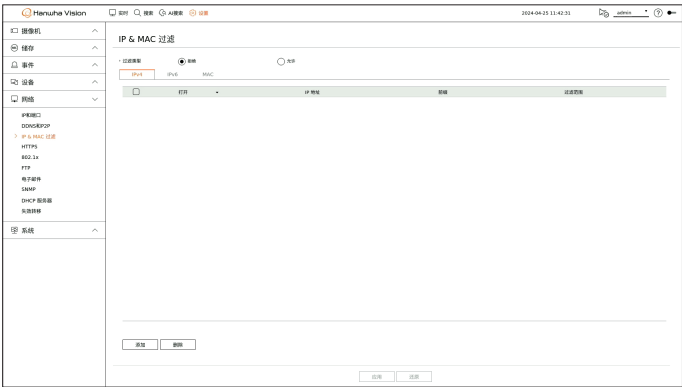 Hanwha Vision 实时 搜索 AI搜索 设置 2024-04-25 11:42:31 admin
摄像机
储存
事件
设备
网络
IP和端口
DDNS和P2P
IP & MAC 过滤
HTTPS
802.1x
FTP
电子邮件
SNMP
DHCP 服务器
失效转移
系统
IP & MAC 过滤
过滤类型 拒绝 允许
IPv4 IPv6 MAC
打开 IP 地址 前缀 过滤范围
添加 删除
应用 还原